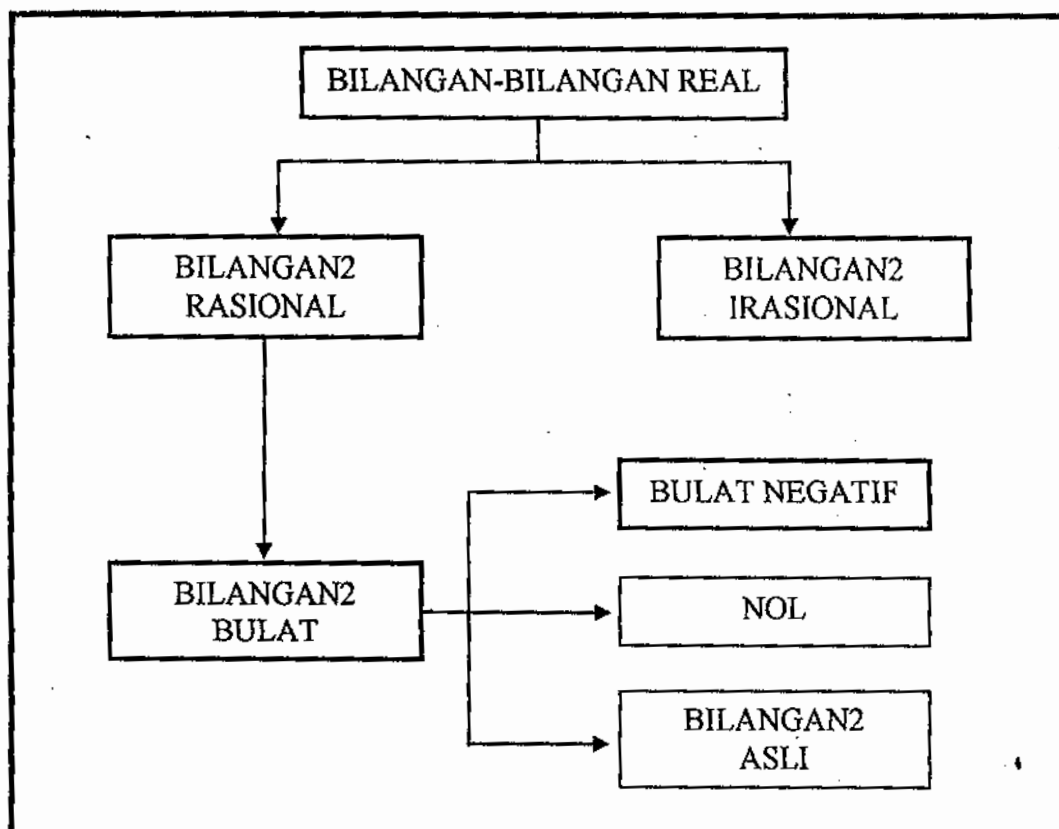 BILANGAN-BILANGAN REAL
BILANGAN2
RASIONAL
BILANGAN2
IRASIONAL
BULAT NEGATIF
BILANGAN2
BULAT
NOL
BILANGAN2
ASLI